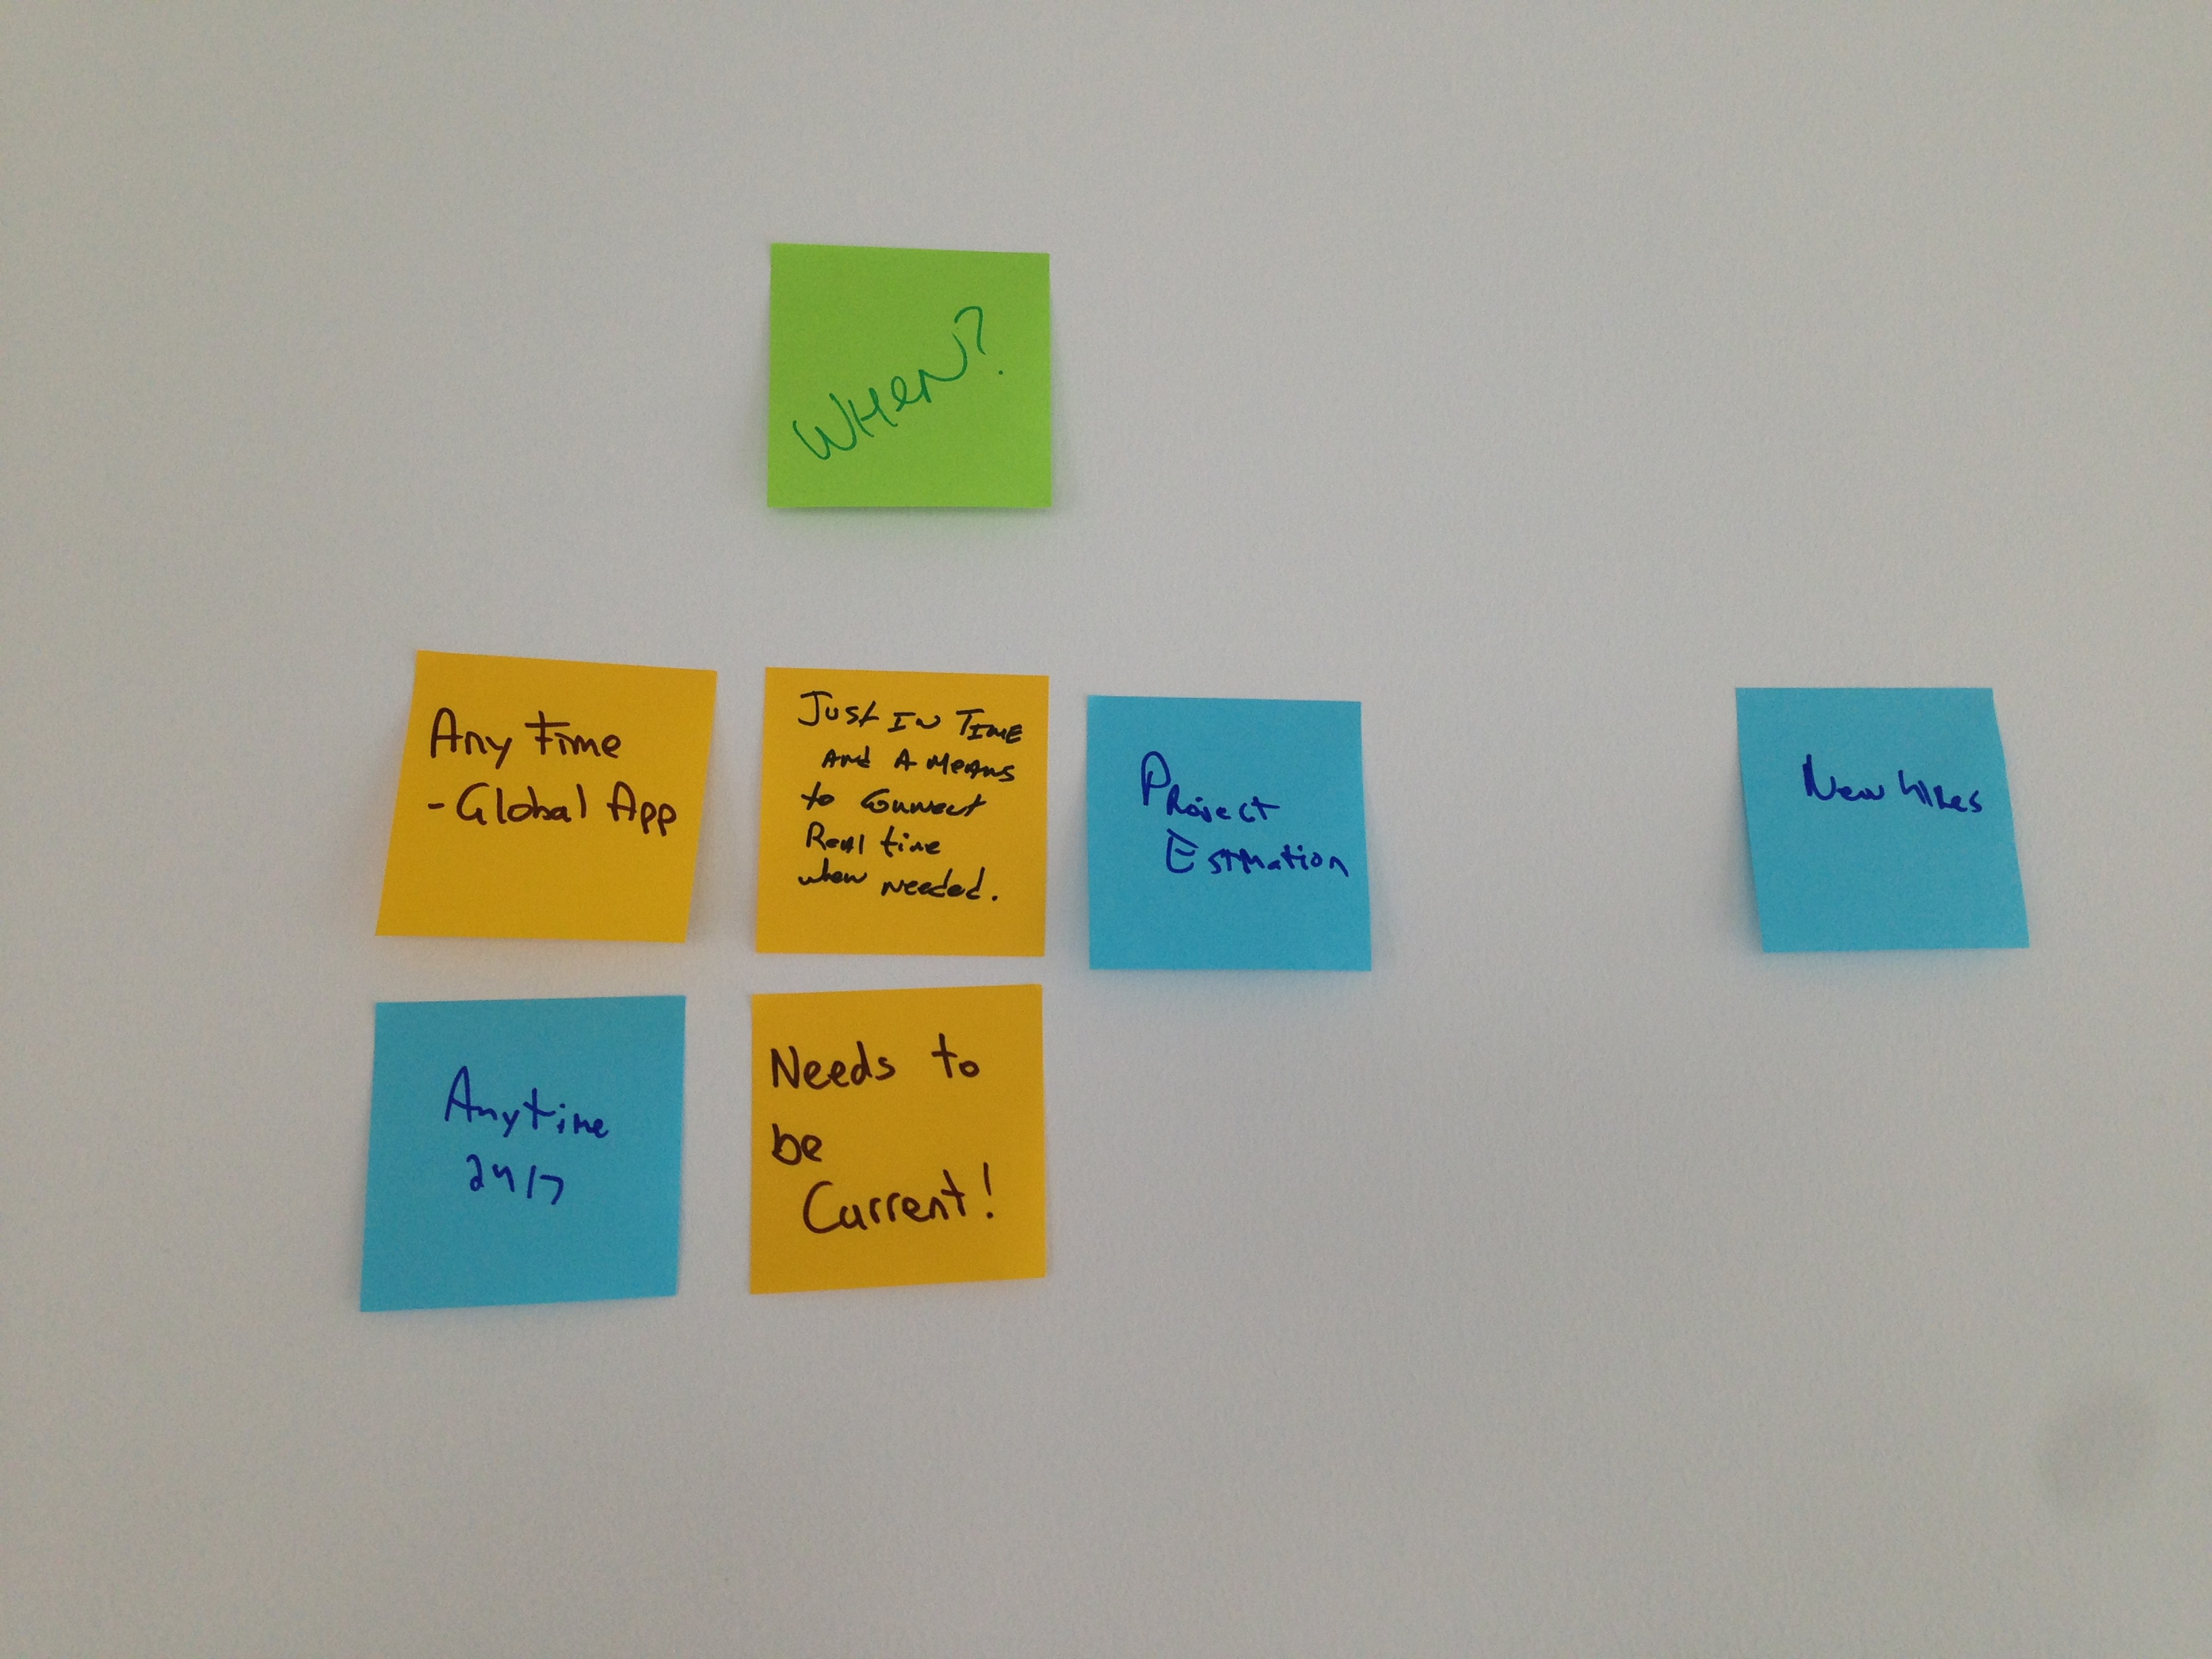 WHEN?
Any time
- Global App
Just In Time
and a means
to connect
Real time
when needed.
Project
Estmation
New hires
Anytime
24/7
Needs to
be
Current!